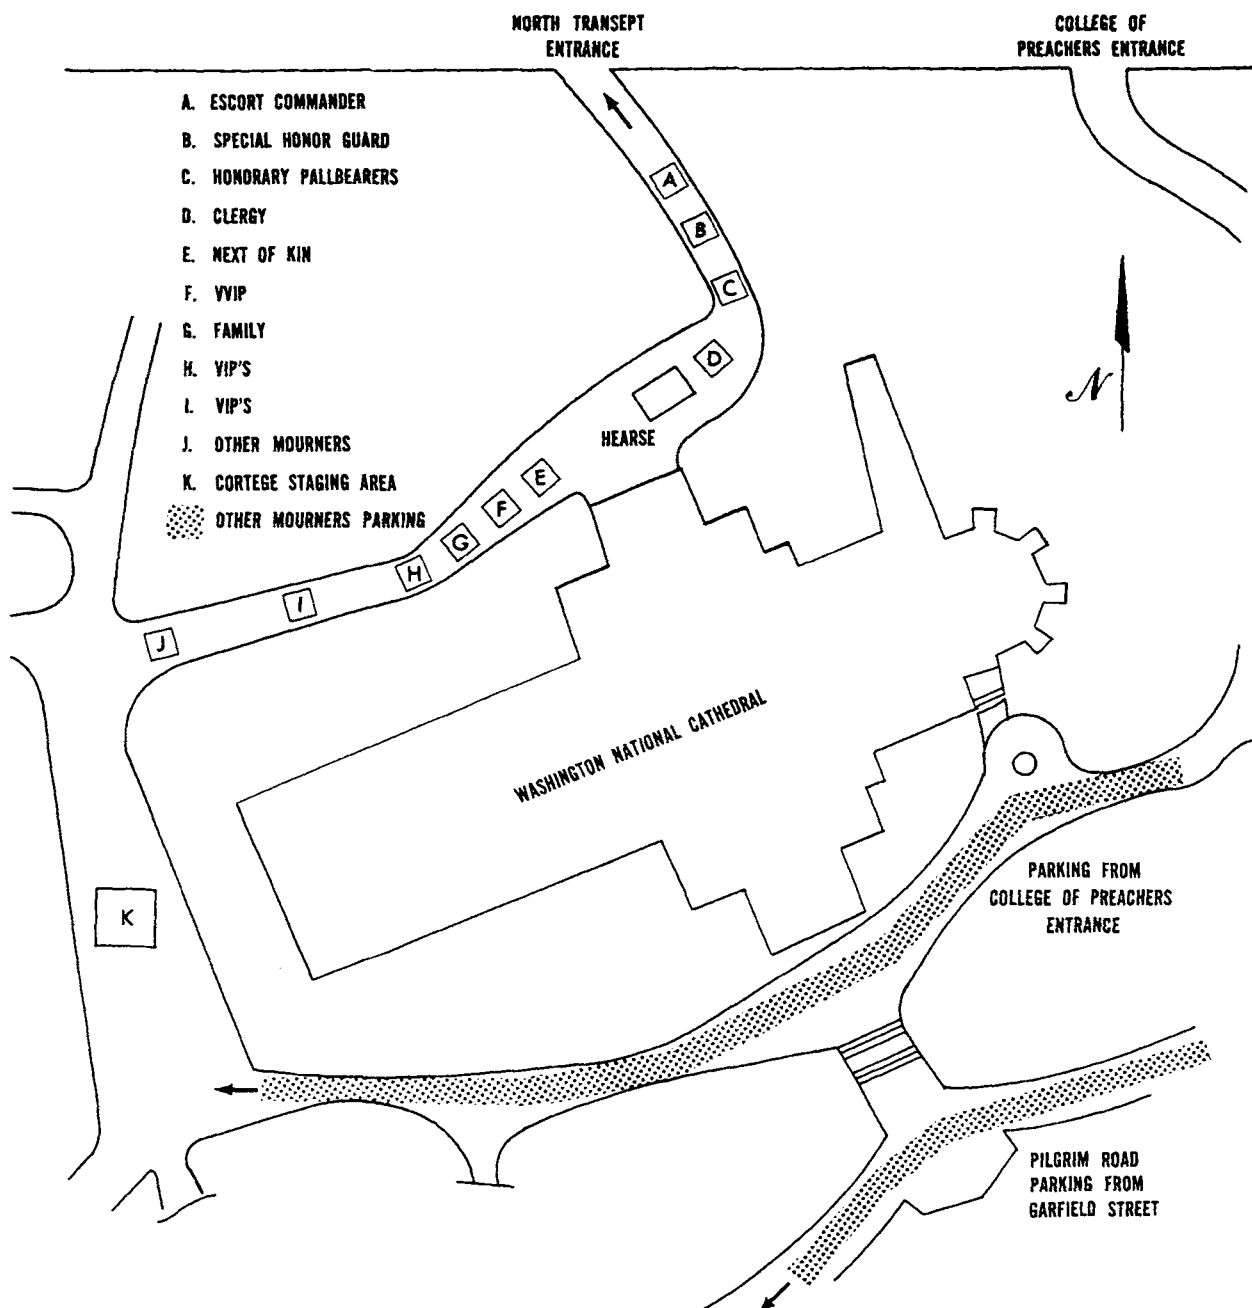 NORTH TRANSEPT
ENTRANCE
COLLEGE OF
PREACHERS ENTRANCE
A. ESCORT COMMANDER
B. SPECIAL HONOR GUARD
C. HONORARY PALLBEARERS
D. CLERGY
E. NEXT OF KIN
F. VVIP
G. FAMILY
H. VIP'S
I. VIP'S
J. OTHER MOURNERS
K. CORTEGE STAGING AREA
OTHER MOURNERS PARKING
A
B
C
D
HEARSE
E
F
G
H
I
J
K
N
WASHINGTON NATIONAL CATHEDRAL
PARKING FROM
COLLEGE OF PREACHERS
ENTRANCE
PILGRIM ROAD
PARKING FROM
GARFIELD STREET